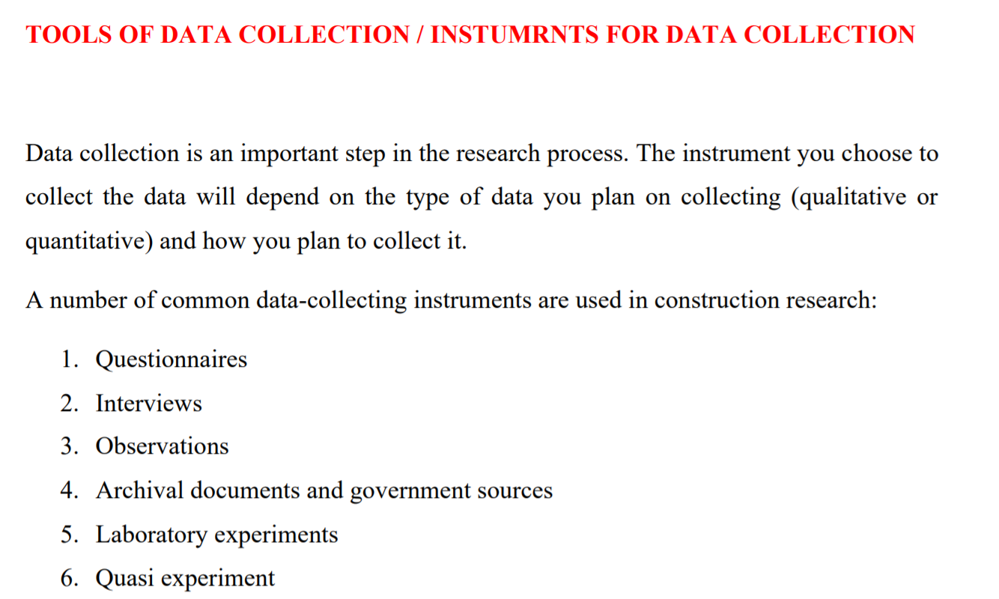 TOOLS OF DATA COLLECTION / INSTUMRNTS FOR DATA COLLECTION
Data collection is an important step in the research process. The instrument you choose to
collect the data will depend on the type of data you plan on collecting (qualitative or
quantitative) and how you plan to collect it.
A number of common data-collecting instruments are used in construction research:
1. Questionnaires
2. Interviews
3. Observations
4. Archival documents and government sources
5. Laboratory experiments
6. Quasi experiment